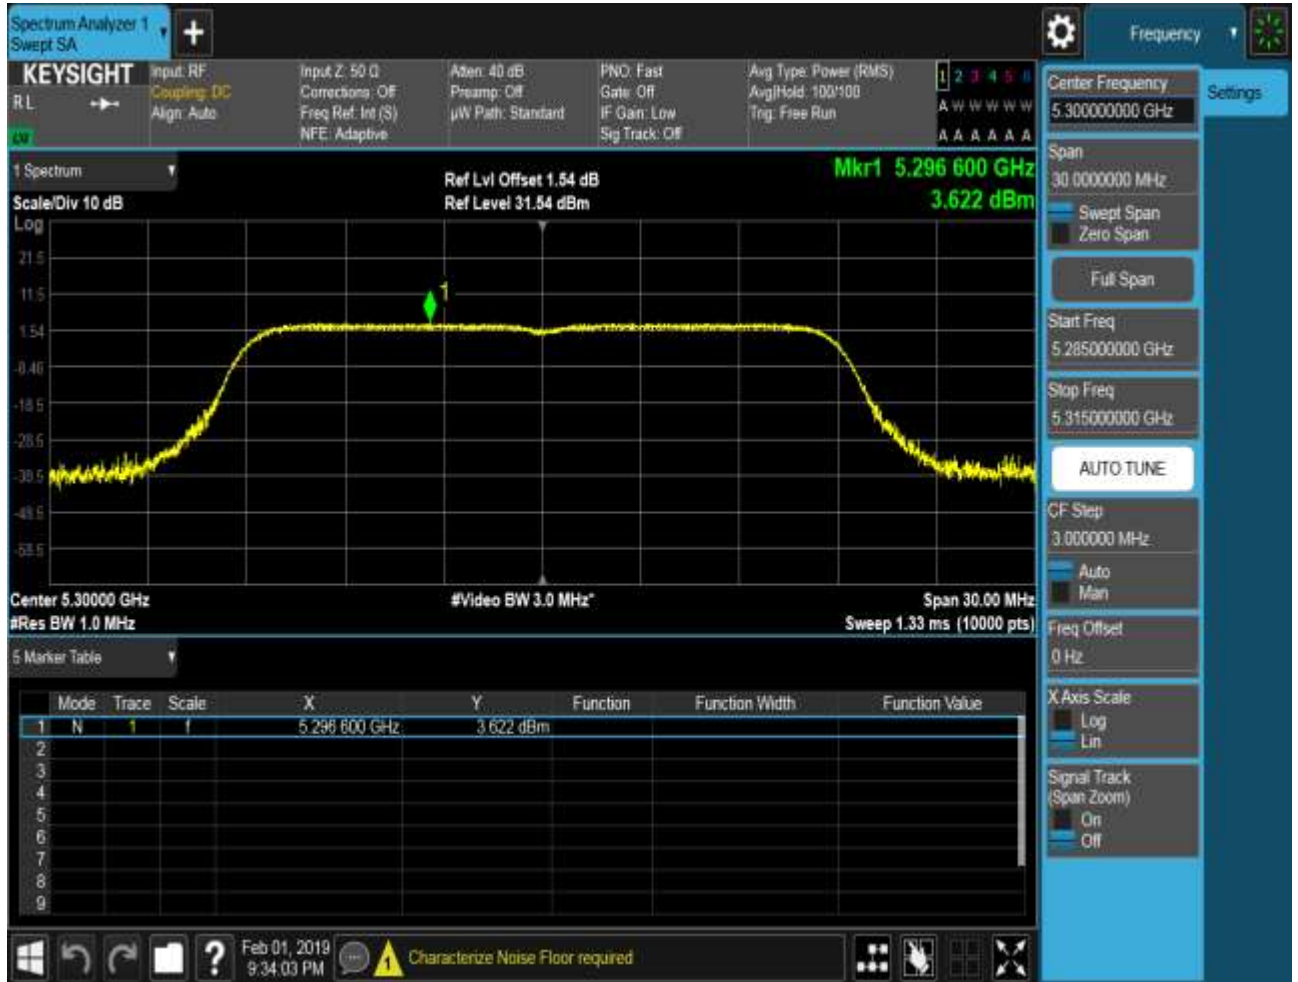 Spectrum Analyzer 1
Swept SA
Frequency
KEYSIGHT
Input: RF
Coupling: DC
Align: Auto
Input Z: 50 Ω
Corrections: Off
Freq Ref: Int (S)
NFE: Adaptive
Atten: 40 dB
Preamp: Off
µW Path: Standard
PNO: Fast
Gate: Off
IF Gain: Low
Sig Track: Off
Avg Type: Power (RMS)
Avg|Hold: 100/100
Trig: Free Run
1 2 3 4 5 6
A W W W W W
A A A A A A
R L
Center Frequency
5.300000000 GHz
Settings
Span
30.0000000 MHz
Swept Span
Zero Span
Full Span
Start Freq
5.285000000 GHz
Stop Freq
5.315000000 GHz
AUTO TUNE
CF Step
3.000000 MHz
Auto
Man
Freq Offset
0 Hz
X Axis Scale
Log
Lin
Signal Track
(Span Zoom)
On
Off
1 Spectrum
Scale/Div 10 dB
Ref Lvl Offset 1.54 dB
Ref Level 31.54 dBm
Mkr1 5.296 600 GHz
3.622 dBm
Log
21.5
11.5
1.54
-8.46
-18.5
-28.5
-38.5
-48.5
-58.5
1
Center 5.30000 GHz
#Res BW 1.0 MHz
#Video BW 3.0 MHz*
Span 30.00 MHz
Sweep 1.33 ms (10000 pts)
5 Marker Table
Mode Trace Scale X Y Function Function Width Function Value
1 N 1 f 5.296 600 GHz 3.622 dBm
2
3
4
5
6
7
8
9
?
Feb 01, 2019
9:34:03 PM
1
Characterize Noise Floor required